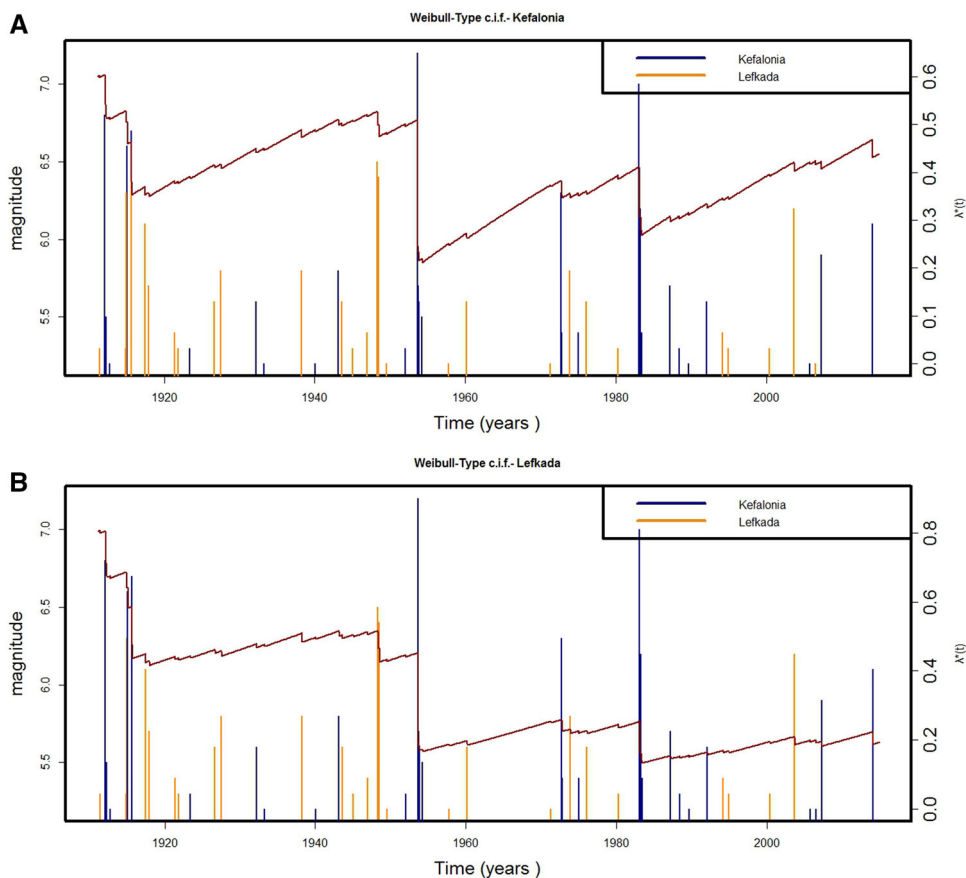 A
Weibull-Type c.i.f.- Kefalonia
Kefalonia
Lefkada
magnitude
7.0
6.5
6.0
5.5
0.6
0.5
0.4
0.3
0.2
0.1
0.0
λ*(t)
1920
1940
1960
1980
2000
Time (years )
B
Weibull-Type c.i.f.- Lefkada
Kefalonia
Lefkada
magnitude
7.0
6.5
6.0
5.5
0.8
0.6
0.4
0.2
0.0
λ*(t)
1920
1940
1960
1980
2000
Time (years )